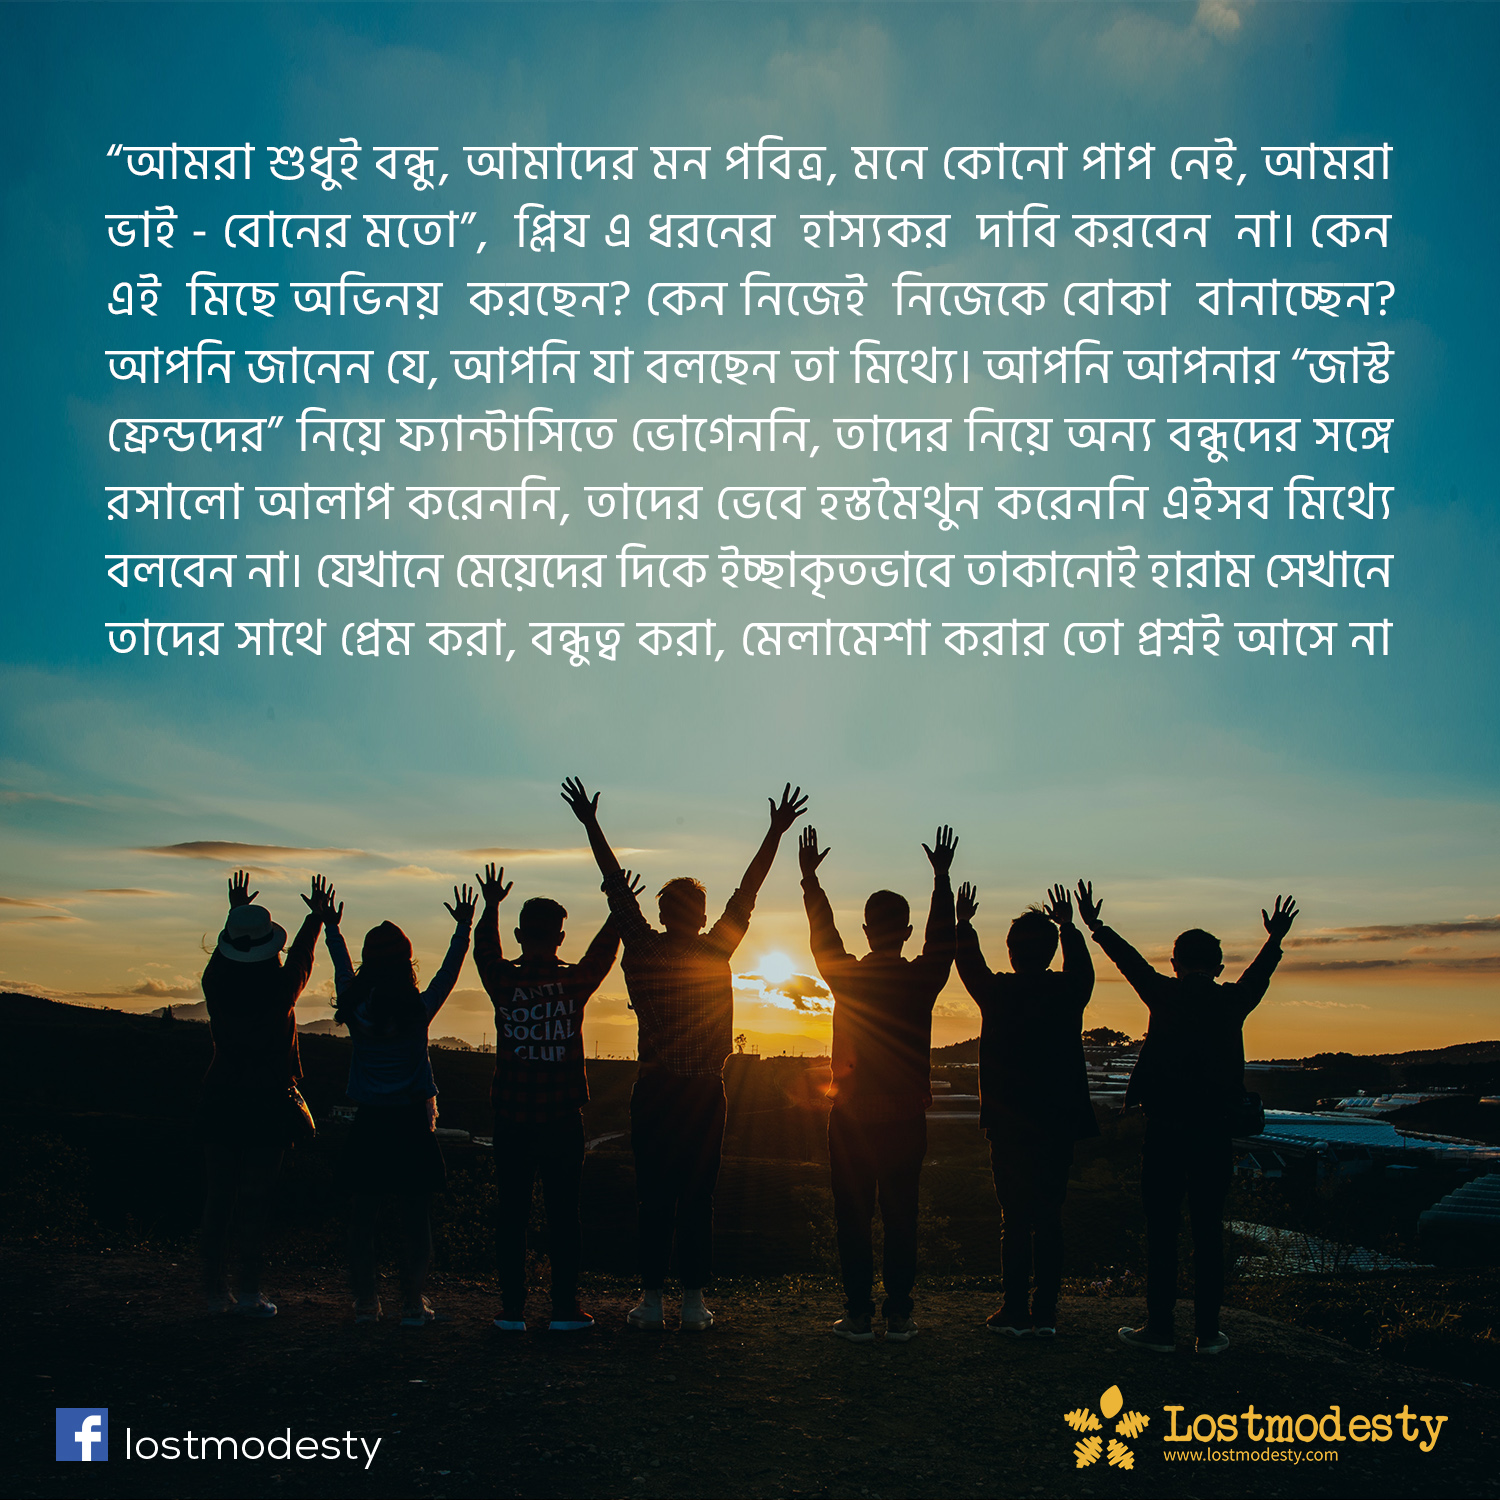 “আমরা শুধুই বন্ধু, আমাদের মন পবিত্র, মনে কোনো পাপ নেই, আমরা
ভাই - বোনের মতো”, প্লিয এ ধরনের হাস্যকর দাবি করবেন না। কেন
এই মিছে অভিনয় করছেন? কেন নিজেই নিজেকে বোকা বানাচ্ছেন?
আপনি জানেন যে, আপনি যা বলছেন তা মিথ্যে। আপনি আপনার “জাস্ট
ফ্রেন্ডদের” নিয়ে ফ্যান্টাসিতে ভোগেননি, তাদের নিয়ে অন্য বন্ধুদের সঙ্গে
রসালো আলাপ করেননি, তাদের ভেবে হস্তমৈথুন করেননি এইসব মিথ্যে
বলবেন না। যেখানে মেয়েদের দিকে ইচ্ছাকৃতভাবে তাকানোই হারাম সেখানে
তাদের সাথে প্রেম করা, বন্ধুত্ব করা, মেলামেশা করার তো প্রশ্নই আসে না
ANTI
SOCIAL
SOCIAL
CLUB
f lostmodesty
Lostmodesty
www.lostmodesty.com